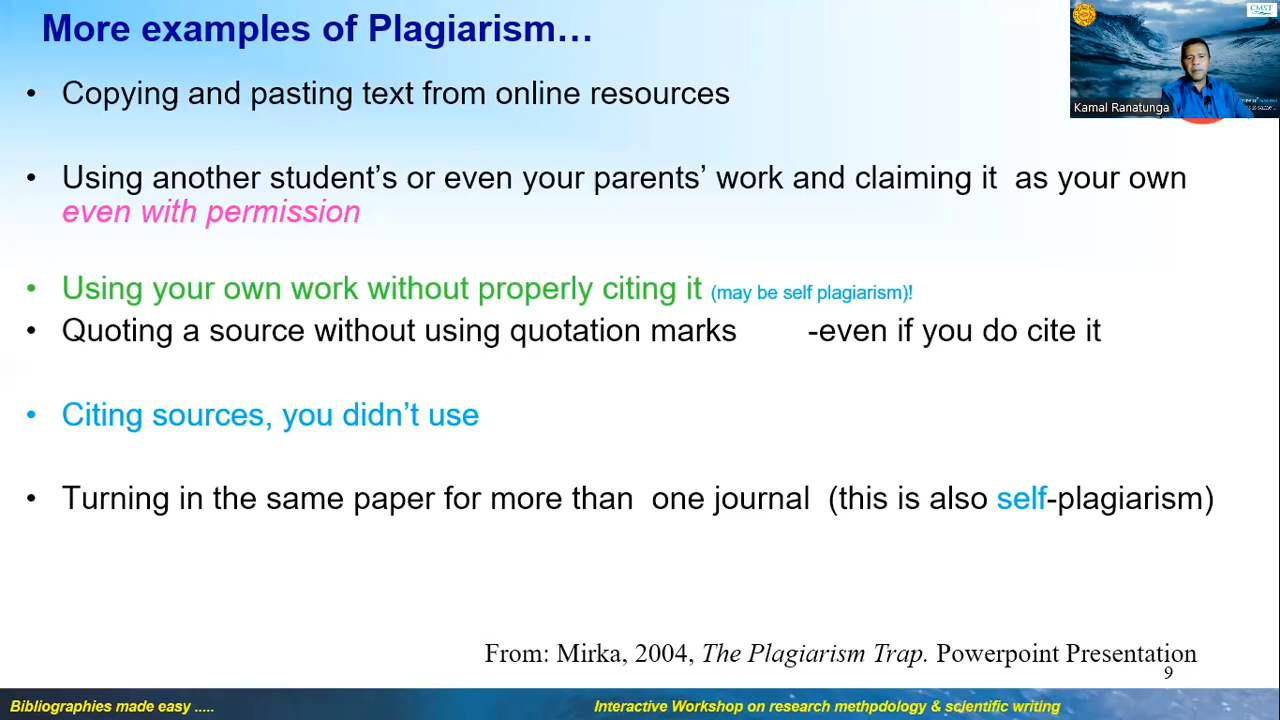 More examples of Plagiarism…
CMST
Kamal Ranatunga
• Copying and pasting text from online resources
• Using another student’s or even your parents’ work and claiming it as your own
even with permission
• Using your own work without properly citing it (may be self plagiarism)!
• Quoting a source without using quotation marks -even if you do cite it
• Citing sources, you didn’t use
• Turning in the same paper for more than one journal (this is also self-plagiarism)
From: Mirka, 2004, The Plagiarism Trap. Powerpoint Presentation
9
Bibliographies made easy ..... Interactive Workshop on research methpdology & scientific writing